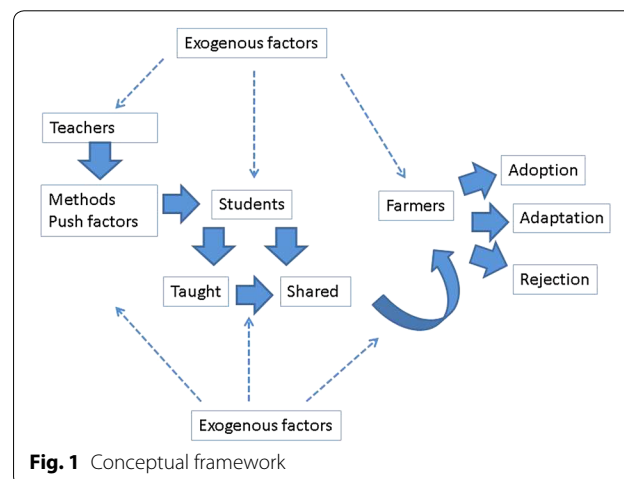 Exogenous factors
Teachers
Adoption
Methods
Push factors
Students
Farmers
Adaptation
Taught
Shared
Rejection
Exogenous factors
Fig. 1 Conceptual framework